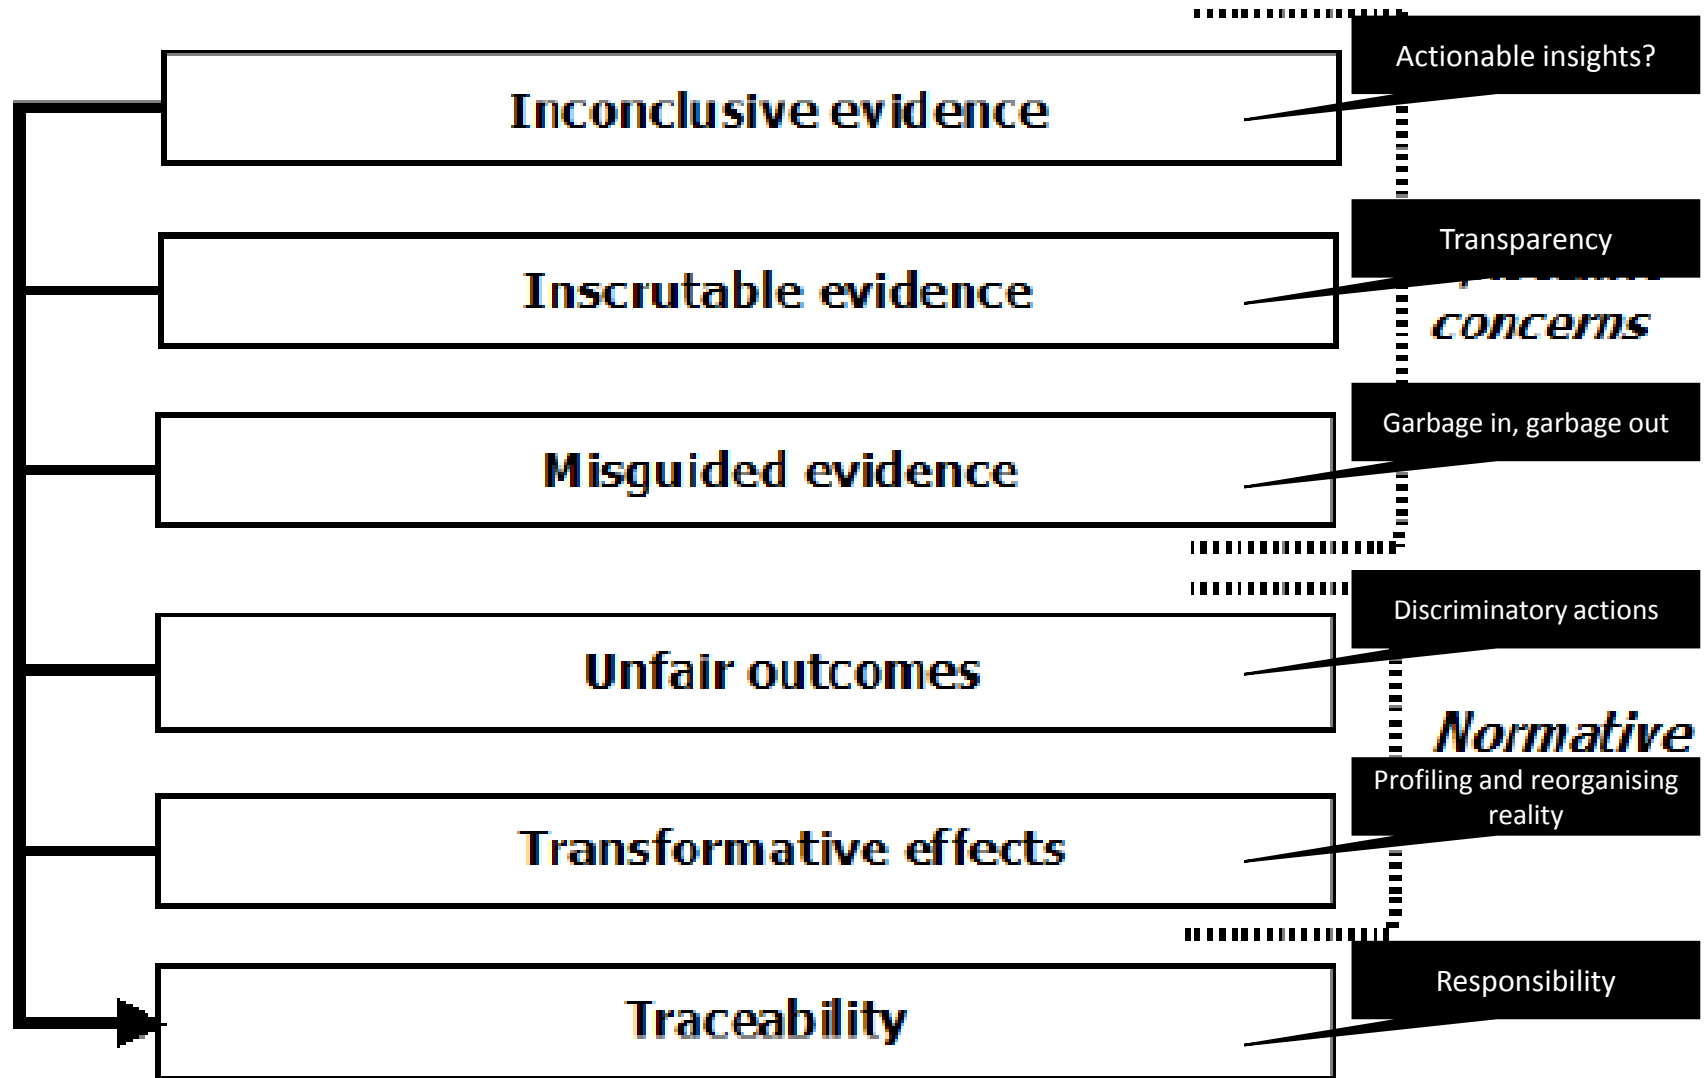 Actionable insights?
Inconclusive evidence
Transparency
Inscrutable evidence
concerns
Garbage in, garbage out
Misguided evidence
Discriminatory actions
Unfair outcomes
Normative
Profiling and reorganising
reality
Transformative effects
Responsibility
Traceability